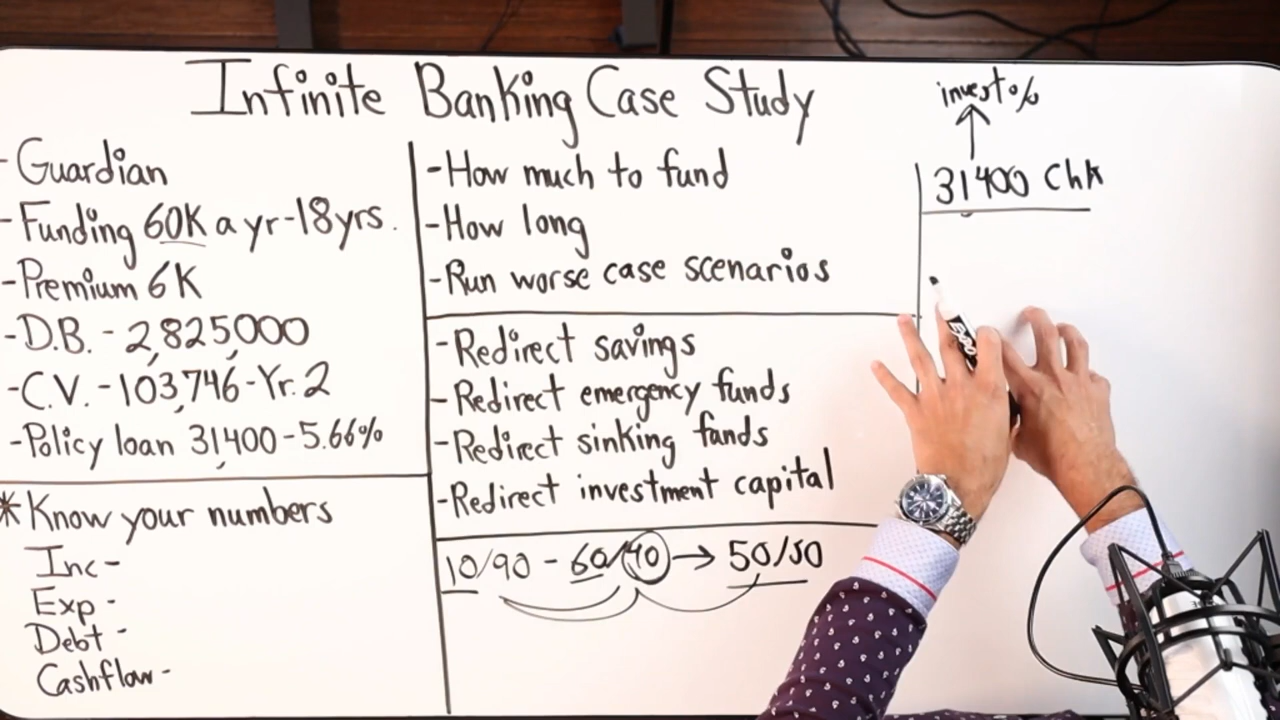 Infinite Banking Case Study
- Guardian
- Funding 60K a yr - 18 yrs.
- Premium 6K
- D.B. - 2,825,000
- C.V. - 103,746 - Yr. 2
- Policy loan 31,400 - 5.66%
* Know your numbers
Inc -
Exp -
Debt -
Cashflow -
- How much to fund
- How long
- Run worse case scenarios
- Redirect savings
- Redirect emergency funds
- Redirect sinking funds
- Redirect investment capital
10/90 - 60/40 → 50/50
invest %
31400 Chk
EXPO